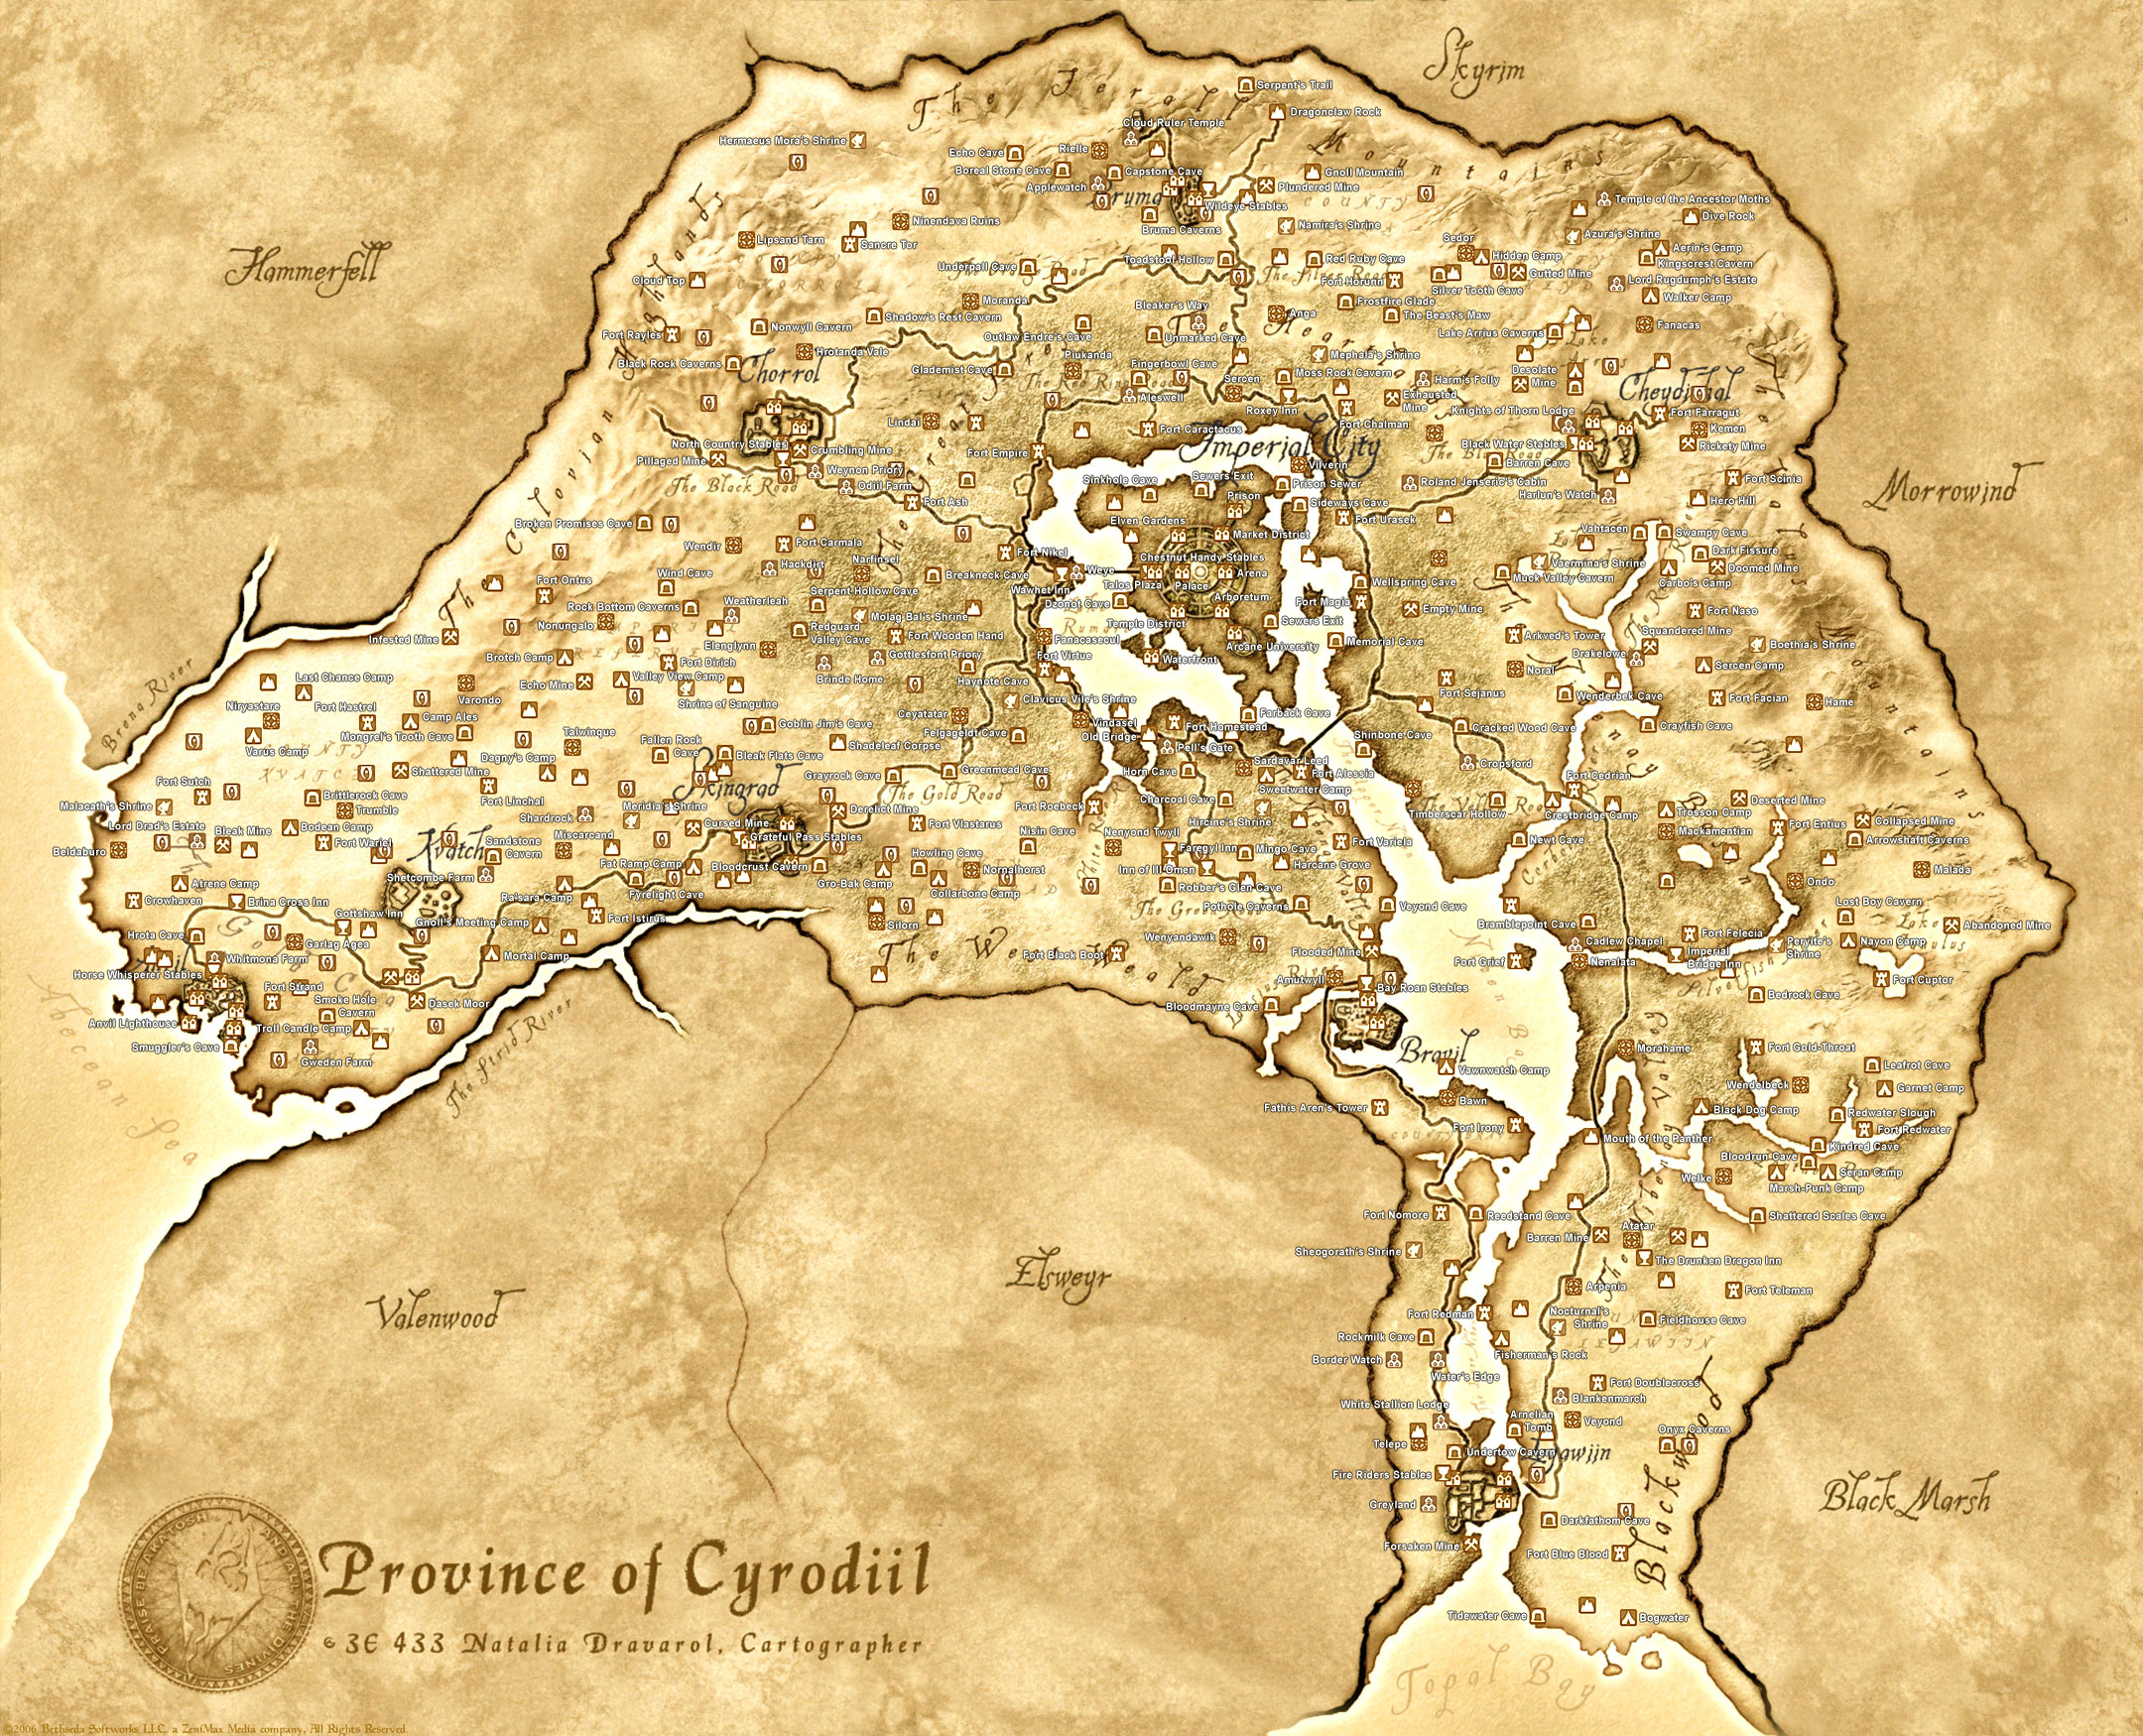 Skyrim
The Jerall Mountains
Serpent's Trail
Dragonclaw Rock
Cloud Ruler Temple
Hermaeus Mora's Shrine
Echo Cave
Rielle
Boreal Stone Cave
Capstone Cave
Gnoll Mountain
Applewatch
Bruma
Plundered Mine
COUNTY
Wildeye Stables
Temple of the Ancestor Moths
Dive Rock
Ninendava Ruins
Bruma Caverns
Namira's Shrine
Azura's Shrine
Lipsand Tarn
Sancre Tor
Sedor
Aerin's Camp
Hammerfell
Underpall Cave
Toadstool Hollow
Red Ruby Cave
Hidden Camp
Kingscrest Cavern
The Silver Road
Gutted Mine
Cloud Top
Fort Horunn
Silver Tooth Cave
Lord Rugdumph's Estate
Moranda
Bleaker's Way
Frostfire Glade
Walker Camp
Shadow's Rest Cavern
Anga
The Beast's Maw
Nonwyll Cavern
Fanacas
Fort Rayles
Outlaw Endre's Cave
Unmarked Cave
Lake Arrius Caverns
Hrotanda Vale
Piukanda
Mephala's Shrine
Black Rock Caverns
Chorrol
Glademist Cave
Fingerbowl Cave
Moss Rock Cavern
Desolate
Mine
The Red Ring Road
Sercen
Harm's Folly
Cheydinhal
Aleswell
Exhausted
Mine
Roxey Inn
Knights of Thorn Lodge
Fort Farragut
Lindai
Fort Caractacus
Fort Chalman
Kemen
North Country Stables
Crumbling Mine
Imperial City
Black Water Stables
Rickety Mine
Pillaged Mine
Fort Empire
The Blue Road
Barren Cave
Weynon Priory
Vilverin
The Black Road
Odiil Farm
Sinkhole Cave
Sewers Exit
Prison Sewer
Roland Jenseric's Cabin
Fort Scinia
Prison
Harlun's Watch
Morrowind
Fort Ash
Sideways Cave
Hero Hill
Broken Promises Cave
Elven Gardens
Fort Urasek
Vahtacen
Swampy Cave
Wendir
Fort Carmala
Market District
Fort Nikel
Chestnut Handy Stables
Dark Fissure
Hackdirt
Narfinsel
Vaermina's Shrine
Doomed Mine
Wind Cave
Breakneck Cave
Weye
Arena
Muck Valley Cavern
Fort Ontus
Talos Plaza
Palace
Wellspring Cave
Carbo's Camp
Serpent Hollow Cave
Wawnet Inn
Rock Bottom Caverns
Weatherleah
Dzonot Cave
Arboretum
Fort Magia
Empty Mine
Fort Naso
Molag Bal's Shrine
Nonungalo
Redguard
Valley Cave
Temple District
Sewers Exit
Squandered Mine
Infested Mine
Fort Wooden Hand
Fanacaseul
Memorial Cave
Arkved's Tower
Boethia's Shrine
Elenglynn
Arcane University
Drakelowe
Brotch Camp
Fort Dirich
Gottlesfont Priory
Fort Virtue
Waterfront
Sercen Camp
Last Chance Camp
Echo Mine
Valley View Camp
Brinde Home
Haynote Cave
Noral
Brena River
Varondo
Shrine of Sanguine
Clavicus Vile's Shrine
Fort Sejanus
Wenderbek Cave
Fort Facian
Hame
Niryastare
Fort Hastrel
Camp Ales
Goblin Jim's Cave
Ceyatatar
Vindasel
Farback Cave
Crayfish Cave
Varus Camp
Mongrel's Tooth Cave
Talwinque
Felgageldt Cave
Old Bridge
Fort Homestead
Cracked Wood Cave
Fallen Rock
Cave
Shadeleaf Corpse
Pell's Gate
Shinbone Cave
Dagny's Camp
Bleak Flats Cave
Sardavar Leed
Cropsford
Shattered Mine
Grayrock Cave
Greenmead Cave
Horn Cave
Fort Alessia
Fort Cedrian
Fort Sutch
Skingrad
Sweetwater Camp
Brittlerock Cave
Fort Linchal
The Gold Road
Charcoal Cave
Deserted Mine
Malacath's Shrine
Trumble
Meridia's Shrine
Derelict Mine
Fort Roebeck
Timberscar Hollow
Crestbridge Camp
Trosson Camp
Shardrock
Cursed Mine
Fort Vlastarus
Hircine's Shrine
Collapsed Mine
Lord Drad's Estate
Bleak Mine
Bodean Camp
Nisin Cave
Nenyond Twyll
Mackamentian
Fort Entius
Grateful Pass Stables
Miscarcand
Fort Wariel
Kvatch
Sandstone
Cavern
Faregyl Inn
Mingo Cave
Fort Variela
Newt Cave
Arrowshaft Caverns
Beldaburo
Howling Cave
Fat Ramp Camp
Bloodcrust Cavern
Nornalhorst
Inn of Ill Omen
Harcane Grove
Malada
Atrene Camp
Shetcombe Farm
Gro-Bak Camp
Ondo
Fyrelight Cave
Collarbone Camp
Robber's Glen Cave
Crowhaven
Brina Cross Inn
Ra'sara Camp
Pothole Caverns
Veyond Cave
Lost Boy Cavern
The Green Road
Gottshaw Inn
Gnoll's Meeting Camp
Fort Istirus
Silorn
Bramblepoint Cave
Abandoned Mine
Hrota Cave
Garlag Agea
Wenyandawik
Fort Felecia
Cadlew Chapel
Nayon Camp
The West Weald
Fort Black Boot
Flooded Mine
Peryite's
Shrine
Mortal Camp
Whitmona Farm
Imperial
Bridge Inn
Fort Grief
Nenalata
Horse Whisperer Stables
Amutwyll
Fort Cuptor
Fort Strand
Bay Roan Stables
Bedrock Cave
Smoke Hole
Cavern
Dasek Moor
Bloodmayne Cave
Anvil Lighthouse
Troll Candle Camp
Smuggler's Cave
Gweden Farm
The Strid River
Bravil
Morahame
Fort Gold-Throat
Leafrot Cave
Vawnwatch Camp
Wendelbeck
Garnet Camp
Bawn
Fathis Aren's Tower
Black Dog Camp
Redwater Slough
Fort Irony
Fort Redwater
Mouth of the Panther
Kindred Cave
Bloodrun Cave
Seran Camp
Welke
Marsh-Punk Camp
Fort Nomore
Reedstand Cave
Shattered Scales Cave
Atatar
Barren Mine
Sheogorath's Shrine
The Drunken Dragon Inn
Elsweyr
Arpenia
Fort Teleman
Valenwood
Fort Redman
Nocturnal's
Shrine
Fieldhouse Cave
Rockmilk Cave
Fisherman's Rock
Border Watch
Water's Edge
Fort Doublecross
Blankenmarch
White Stallion Lodge
Arnelian
Tomb
Veyond
Onyx Caverns
Telepe
Undertow Cavern
Leyawiin
Fire Riders Stables
Blackwood
Black Marsh
Greyland
Darkfathom Cave
Forsaken Mine
Fort Blue Blood
Province of Cyrodiil
Tidewater Cave
Bogwater
© 3E 433 Natalia Dravarol, Cartographer
Topal Bay
©2006 Bethesda Softworks LLC, a ZeniMax Media company, All Rights Reserved.